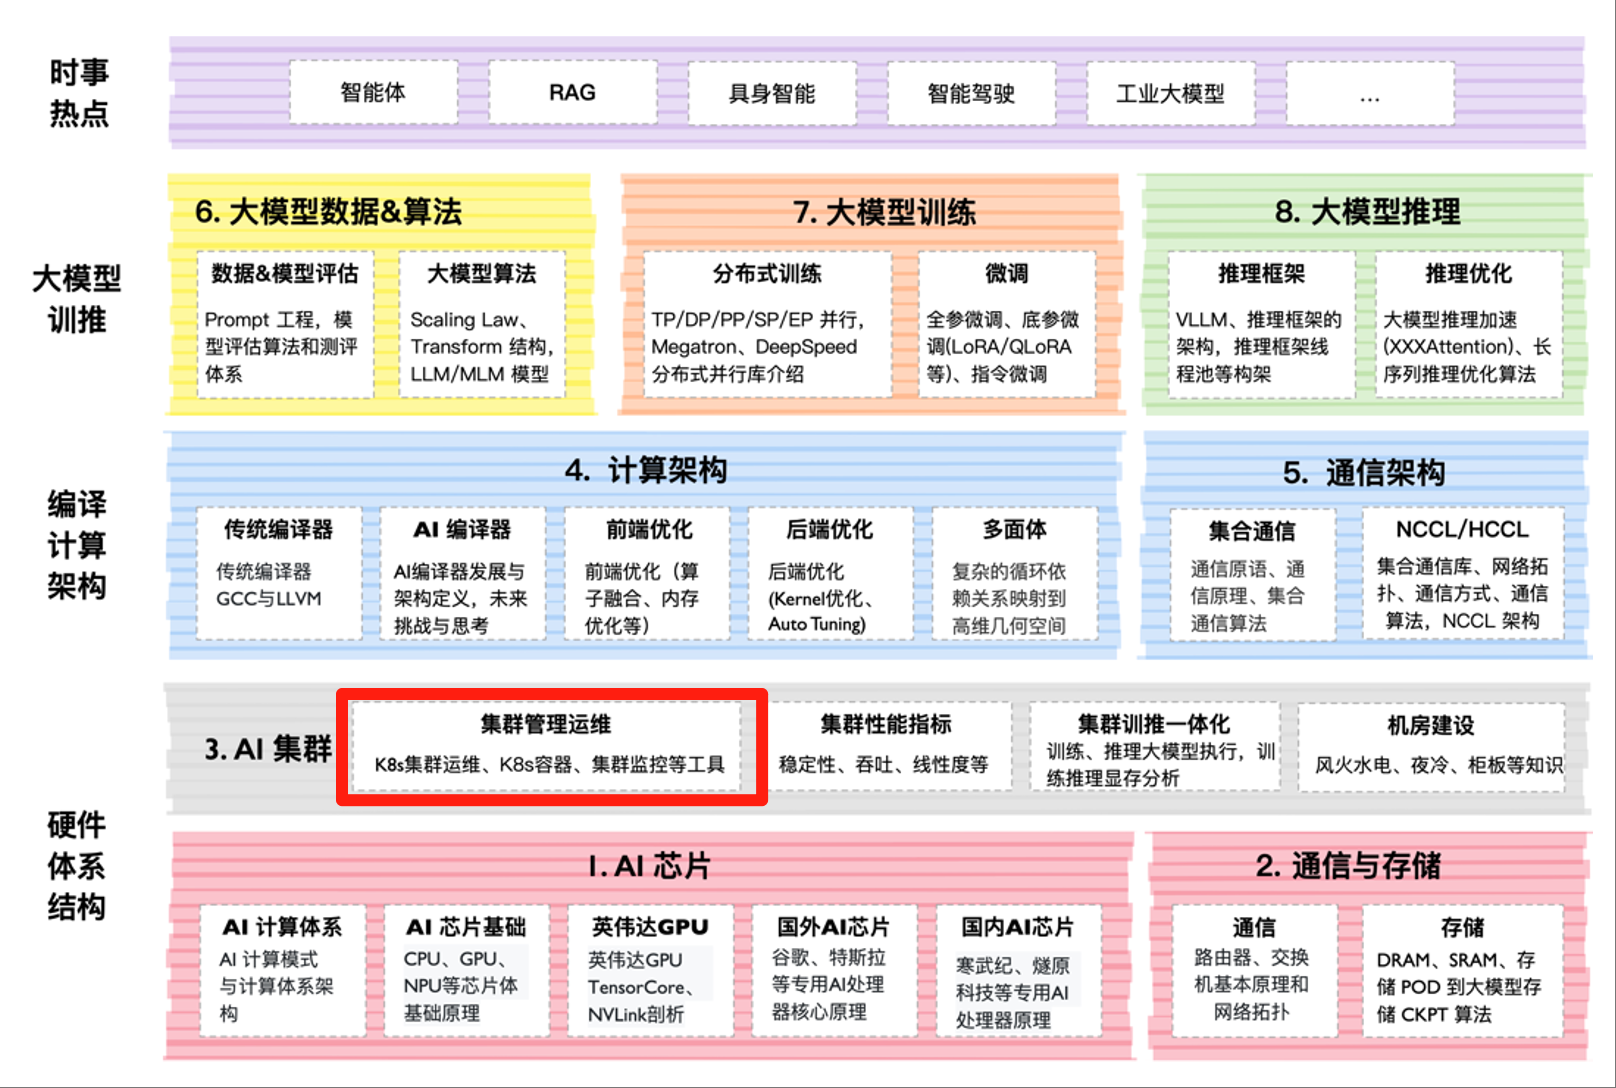 时事
热点
智能体
RAG
具身智能
智能驾驶
工业大模型
...
大模型
训推
6. 大模型数据&算法
数据&模型评估
Prompt 工程，模
型评估算法和测评
体系
大模型算法
Scaling Law、
Transform 结构，
LLM/MLM 模型
7. 大模型训练
分布式训练
TP/DP/PP/SP/EP 并行，
Megatron、DeepSpeed
分布式并行库介绍
微调
全参微调、底参微
调(LoRA/QLoRA
等)、指令微调
8. 大模型推理
推理框架
VLLM、推理框架的
架构，推理框架线
程池等构架
推理优化
大模型推理加速
(XXXAttention)、长
序列推理优化算法
编译
计算
架构
4. 计算架构
传统编译器
传统编译器
GCC与LLVM
AI 编译器
AI编译器发展与
架构定义，未来
挑战与思考
前端优化
前端优化（算
子融合、内存
优化等）
后端优化
后端优化
(Kernel优化、
Auto Tuning)
多面体
复杂的循环依
赖关系映射到
高维几何空间
5. 通信架构
集合通信
通信原语、通
信原理、集合
通信算法
NCCL/HCCL
集合通信库、网络拓
扑、通信方式、通信
算法，NCCL 架构
硬件
体系
结构
3. AI 集群
集群管理运维
K8s集群运维、K8s容器、集群监控等工具
集群性能指标
稳定性、吞吐、线性度等
集群训推一体化
训练、推理大模型执行，训
练推理显存分析
机房建设
风火水电、夜冷、柜板等知识
1. AI 芯片
AI 计算体系
AI 计算模式
与计算体系架
构
AI 芯片基础
CPU、GPU、
NPU等芯片体
基础原理
英伟达GPU
英伟达GPU
TensorCore、
NVLink剖析
国外AI芯片
谷歌、特斯拉
等专用AI处理
器核心原理
国内AI芯片
寒武纪、燧原
科技等专用AI
处理器原理
2. 通信与存储
通信
路由器、交换
机基本原理和
网络拓扑
存储
DRAM、SRAM、存
储 POD 到大模型存
储 CKPT 算法